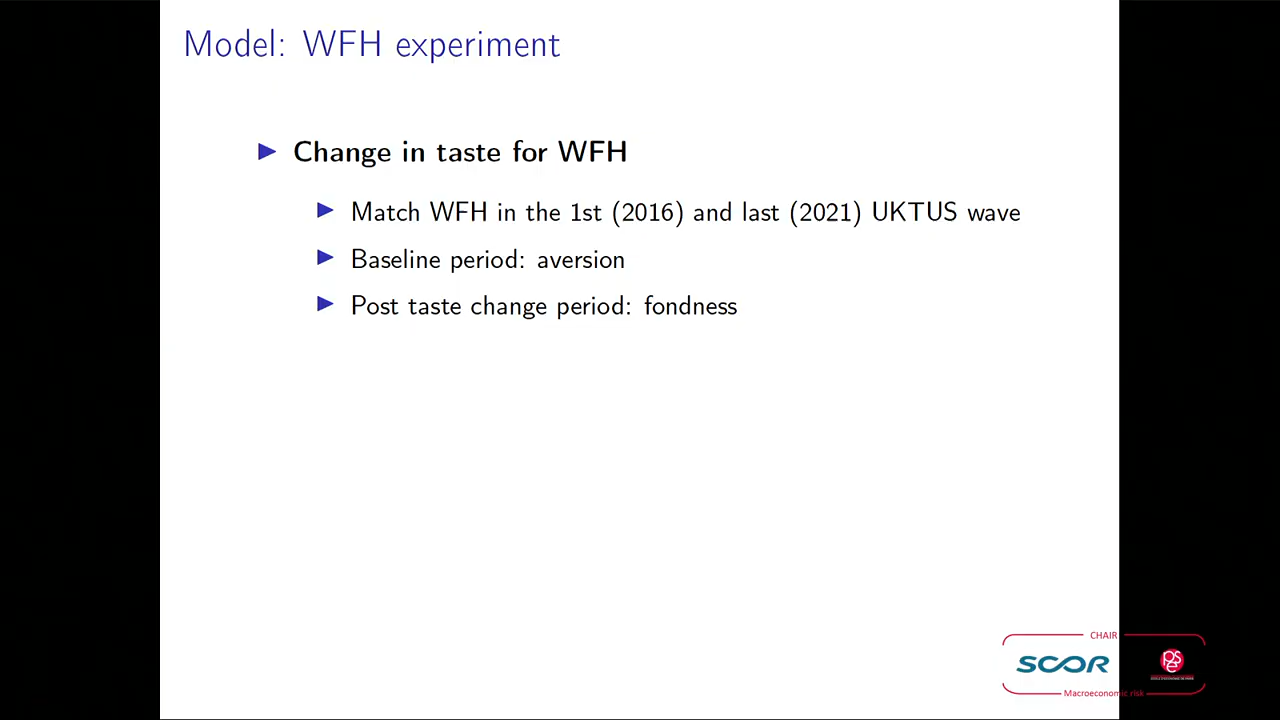 Model: WFH experiment
Change in taste for WFH
Match WFH in the 1st (2016) and last (2021) UKTUS wave
Baseline period: aversion
Post taste change period: fondness
CHAIR
SCOR
PSE
Macroeconomic risk